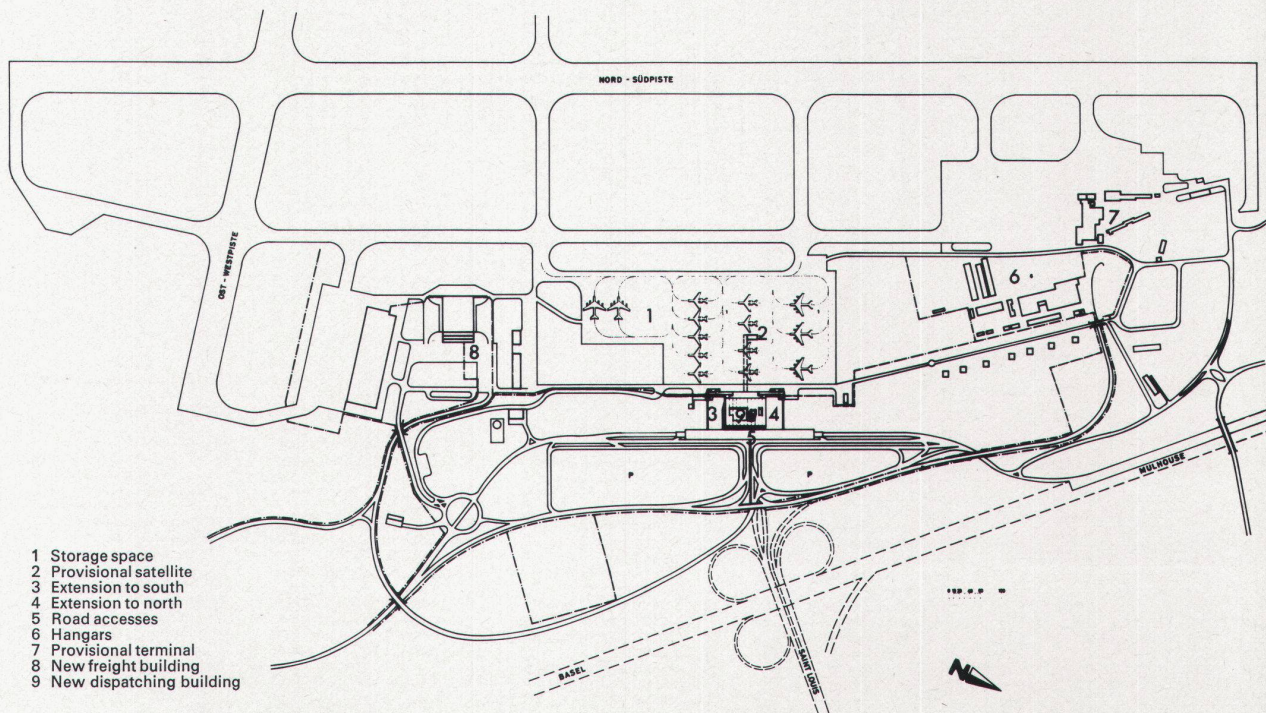 NORD - SÜDPISTE
OST - WESTPISTE
7
6
1
2
8
3
9
4
5
P
P
MULHOUSE
BASEL
SAINT LOUIS
N
1 Storage space
2 Provisional satellite
3 Extension to south
4 Extension to north
5 Road accesses
6 Hangars
7 Provisional terminal
8 New freight building
9 New dispatching building